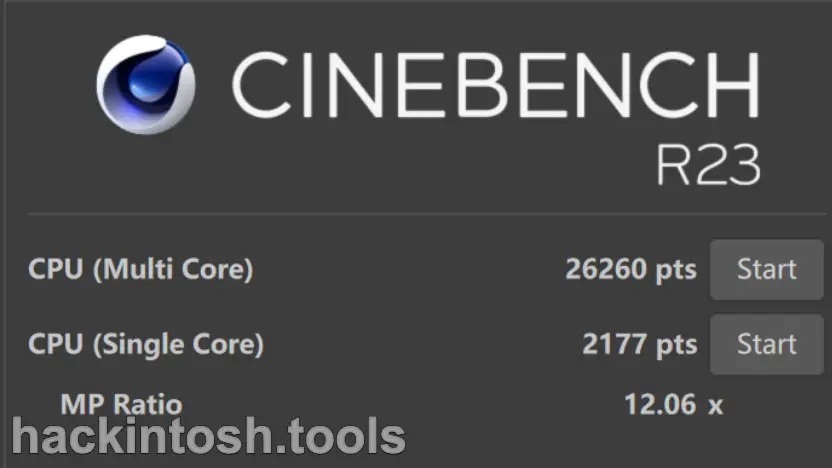 CINEBENCH
R23
CPU (Multi Core) 26260 pts Start
CPU (Single Core) 2177 pts Start
MP Ratio 12.06 x
hackintosh.tools